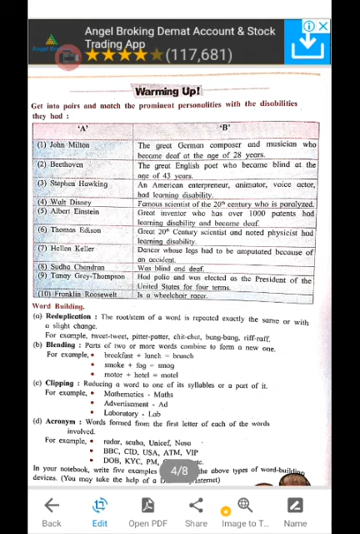 Angel Broking Demat Account & Stock
Trading App
(117,681)
Warming Up!
Get into pairs and match the prominent personalities with the disabilities
they had :
'A' 'B'
(1) John Milton The great German composer and musician who
became deaf at the age of 28 years.
(2) Beethoven The great English poet who became blind at the
age of 43 years.
(3) Stephen Hawking An American enterpreneur, animator, voice actor,
had learning disability.
(4) Walt Disney Famous scientist of the 20th century who is paralyzed.
(5) Albert Einstein Great inventor who has over 1000 patents had
learning disability and became deaf.
(6) Thomas Edison Great 20th Century scientist and noted physicist had
learning disability.
(7) Hellen Keller Dancer whose legs had to be amputated because of
an accident.
(8) Sudha Chandran Was blind and deaf.
(9) Tanny Grey-Thompson Had polio and was elected as the President of the
United States for four terms.
(10) Franklin Roosevelt Is a wheelchair racer.
Word Building.
(a) Reduplication : The root/stem of a word is repeated exactly the same or with
a slight change.
For example, tweet-tweet, pitter-patter, chit-chat, bang-bang, riff-raff.
(b) Blending : Parts of two or more words combine to form a new one.
For example, • breakfast + lunch = brunch
• smoke + fog = smog
• motor + hotel = motel
(c) Clipping : Reducing a word to one of its syllables or a part of it.
For example, • Mathematics - Maths
• Advertisement - Ad
• Laboratory - Lab
(d) Acronym : Words formed from the first letter of each of the words
involved.
For example, • radar, scuba, Unicef, Nasa
• BBC, CID, USA, ATM, VIP
• DOB, KYC, PM, etc.
In your notebook, write five examples the above types of word-building
devices. (You may take the help of a internet)
4/8
Back Edit Open PDF Share Image to T... Name